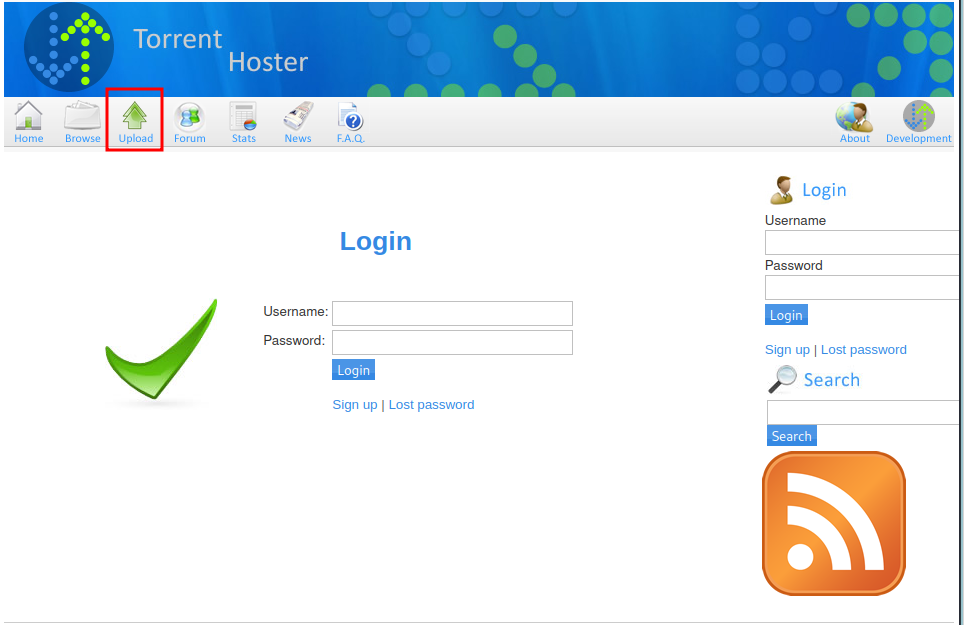 Torrent
Hoster
Home Browse Upload Forum Stats News F.A.Q. About Development
Login
Username
Password
Login
Sign up | Lost password
Search
Search
Login
Username:
Password:
Login
Sign up | Lost password